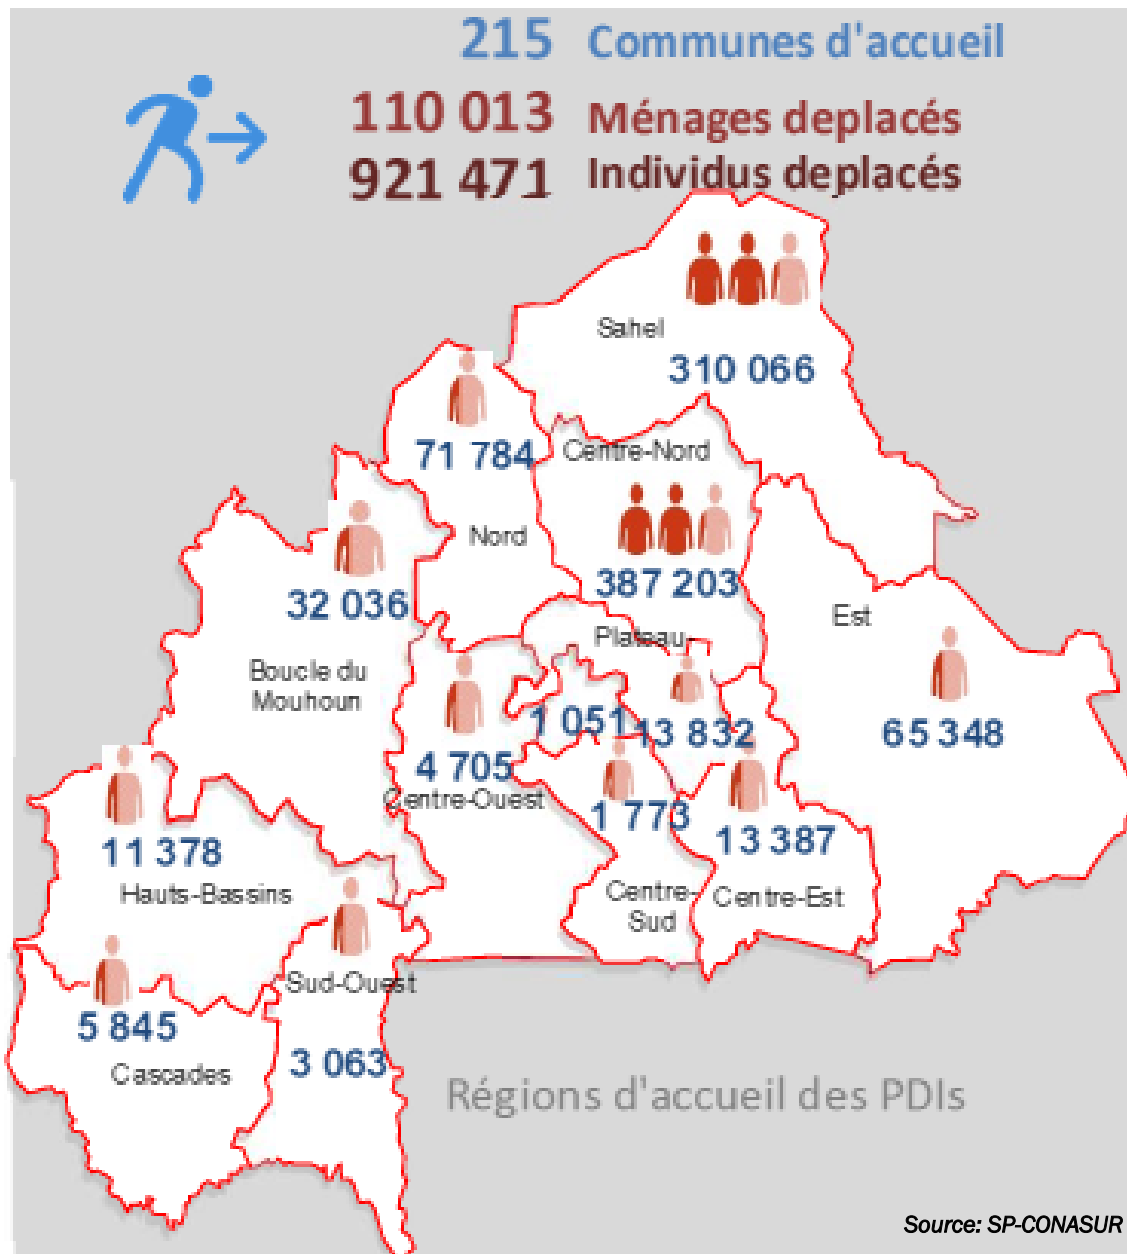 215 Communes d'accueil
110 013 Ménages deplacés
921 471 Individus deplacés
Sahel
310 066
71 784
Centre-Nord
Nord
387 203
32 036
Est
Plateau-
Boucle du
Mouhoun
1 051
13 832
65 348
4 705
Centre-Ouest
1 773
13 387
11 378
Hauts-Bassins
Centre-
Sud
Centre-Est
Sud-Ouest
5 845
3 063
Cascades
Régions d'accueil des PDIs
Source: SP-CONASUR